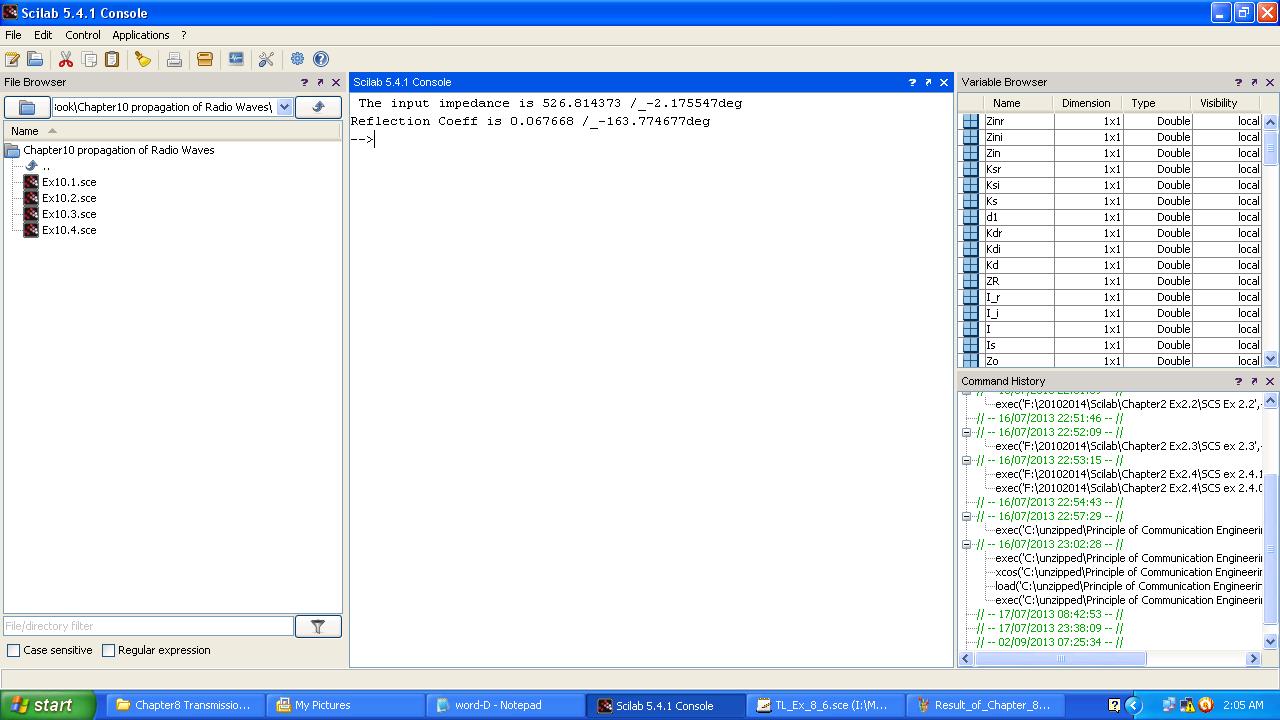 Scilab 5.4.1 Console
File Edit Control Applications ?
File Browser
Name
Chapter10 propagation of Radio Waves
..
Ex10.1.sce
Ex10.2.sce
Ex10.3.sce
Ex10.4.sce
File/directory filter
Case sensitive Regular expression
Scilab 5.4.1 Console
The input impedance is 526.814373 /_-2.175547deg
Reflection Coeff is 0.067668 /_-163.774677deg
-->
Variable Browser
Name Dimension Type Visibility
Zinr 1x1 Double local
Zini 1x1 Double local
Zin 1x1 Double local
Ksr 1x1 Double local
Ksi 1x1 Double local
Ks 1x1 Double local
d1 1x1 Double local
Kdr 1x1 Double local
Kdi 1x1 Double local
Kd 1x1 Double local
ZR 1x1 Double local
I_r 1x1 Double local
I_i 1x1 Double local
I 1x1 Double local
Is 1x1 Double local
Zo 1x1 Double local
Command History
exec('F:\20102014\Scilab\Chapter2 Ex2.2\SCS Ex 2.2',
// -- 16/07/2013 22:51:46 -- //
// -- 16/07/2013 22:52:09 -- //
exec('F:\20102014\Scilab\Chapter2 Ex2.3\SCS ex 2.3',
// -- 16/07/2013 22:53:15 -- //
exec('F:\20102014\Scilab\Chapter2 Ex2.4\SCS ex 2.4.1
exec('F:\20102014\Scilab\Chapter2 Ex2.4\SCS ex 2.4.
// -- 16/07/2013 22:54:43 -- //
// -- 16/07/2013 22:57:29 -- //
exec('C:\unzipped\Principle of Communication Engineerin
// -- 16/07/2013 23:02:28 -- //
exec('C:\unzipped\Principle of Communication Engineerin
xcos('C:\unzipped\Principle of Communication Engineerin
load('C:\unzipped\Principle of Communication Engineerin
exec('C:\unzipped\Principle of Communication Engineerin
// -- 17/07/2013 08:42:53 -- //
// -- 17/07/2013 23:38:09 -- //
// -- 02/09/2013 07:25:34 -- //
start Chapter8 Transmissio... My Pictures word-D - Notepad Scilab 5.4.1 Console TL_Ex_8_6.sce (I:\M... Result_of_Chapter_8... 2:05 AM